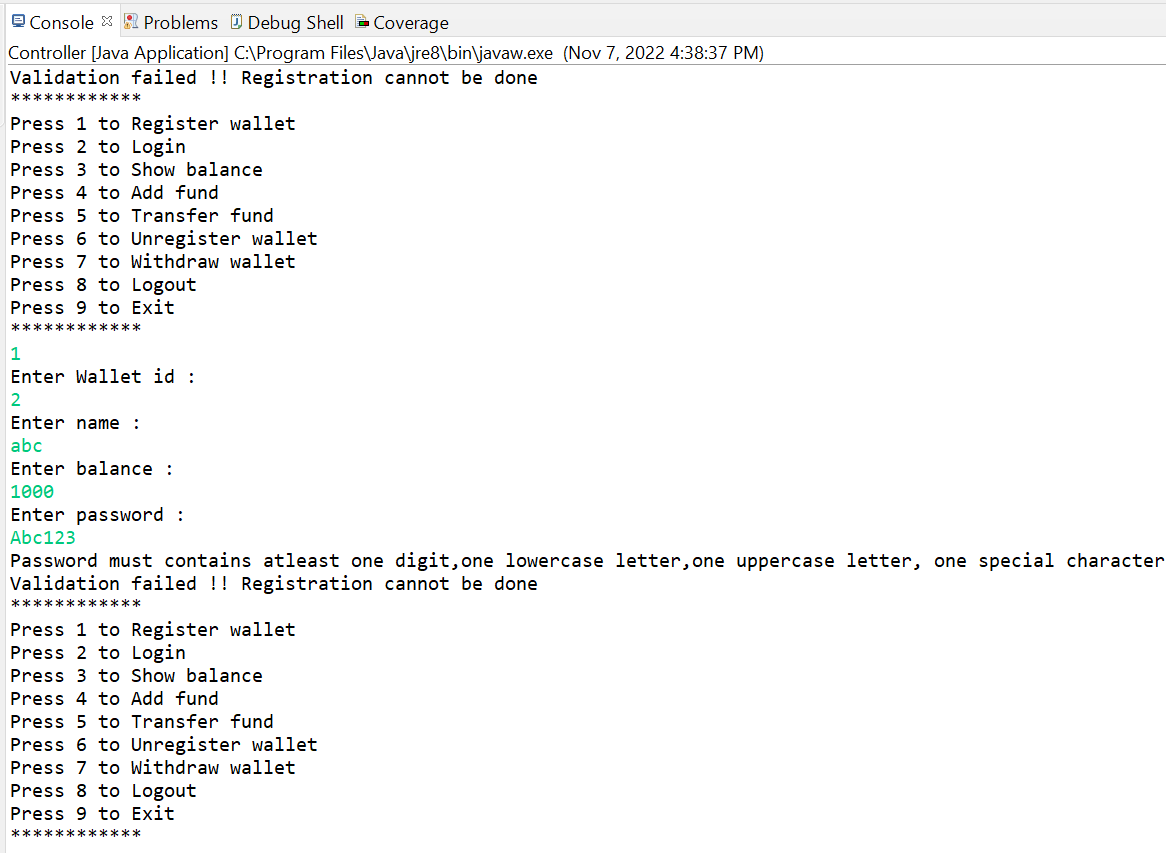 Console Problems Debug Shell Coverage
Controller [Java Application] C:\Program Files\Java\jre8\bin\javaw.exe (Nov 7, 2022 4:38:37 PM)
Validation failed !! Registration cannot be done
************
Press 1 to Register wallet
Press 2 to Login
Press 3 to Show balance
Press 4 to Add fund
Press 5 to Transfer fund
Press 6 to Unregister wallet
Press 7 to Withdraw wallet
Press 8 to Logout
Press 9 to Exit
************
1
Enter Wallet id :
2
Enter name :
abc
Enter balance :
1000
Enter password :
Abc123
Password must contains atleast one digit,one lowercase letter,one uppercase letter, one special character
Validation failed !! Registration cannot be done
************
Press 1 to Register wallet
Press 2 to Login
Press 3 to Show balance
Press 4 to Add fund
Press 5 to Transfer fund
Press 6 to Unregister wallet
Press 7 to Withdraw wallet
Press 8 to Logout
Press 9 to Exit
************